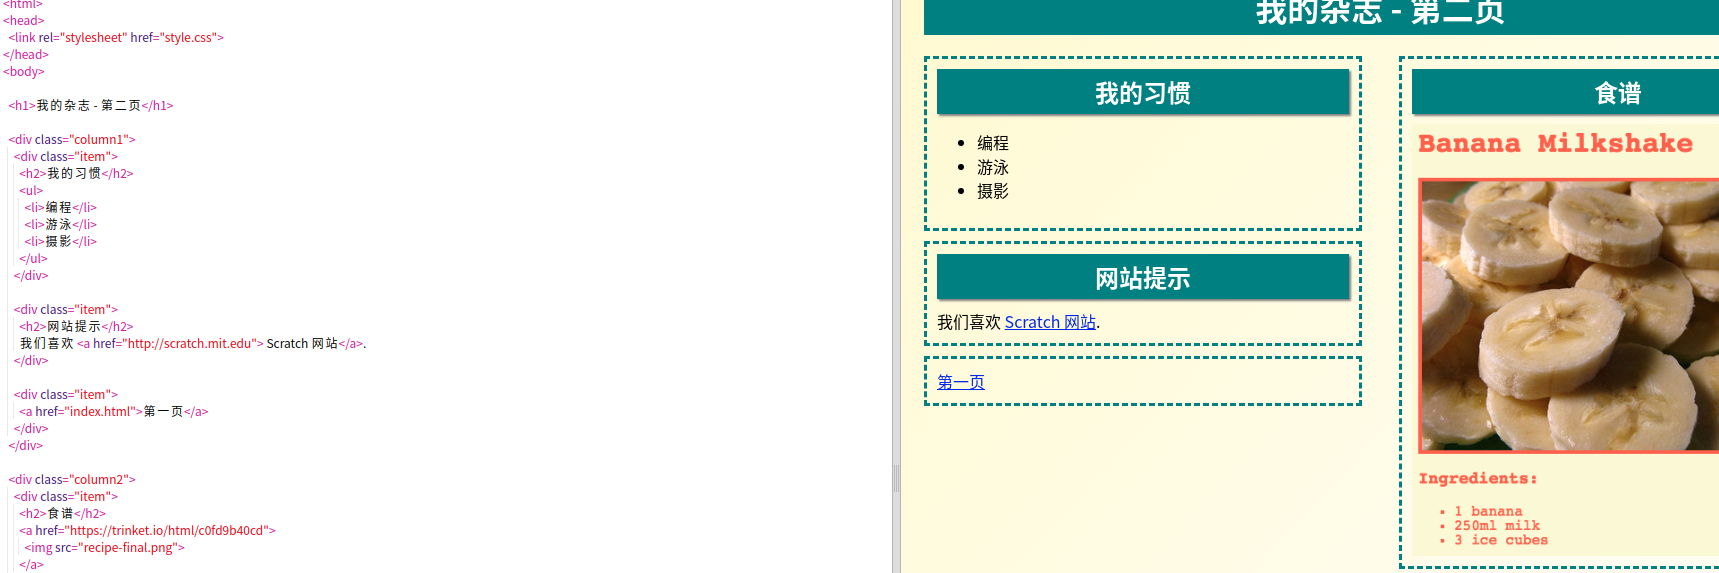 <html>
<head>
<link rel="stylesheet" href="style.css">
</head>
<body>
<h1>我的杂志 - 第二页</h1>
<div class="column1">
<div class="item">
<h2>我的习惯</h2>
<ul>
<li>编程</li>
<li>游泳</li>
<li>摄影</li>
</ul>
</div>
<div class="item">
<h2>网站提示</h2>
我们喜欢 <a href="http://scratch.mit.edu"> Scratch 网站</a>.
</div>
<div class="item">
<a href="index.html">第一页</a>
</div>
</div>
<div class="column2">
<div class="item">
<h2>食谱</h2>
<a href="https://trinket.io/html/c0fd9b40cd">
<img src="recipe-final.png">
</a>
我的杂志 - 第二页
我的习惯
编程
游泳
摄影
网站提示
我们喜欢 Scratch 网站.
第一页
食谱
Banana Milkshake
Ingredients:
1 banana
250ml milk
3 ice cubes